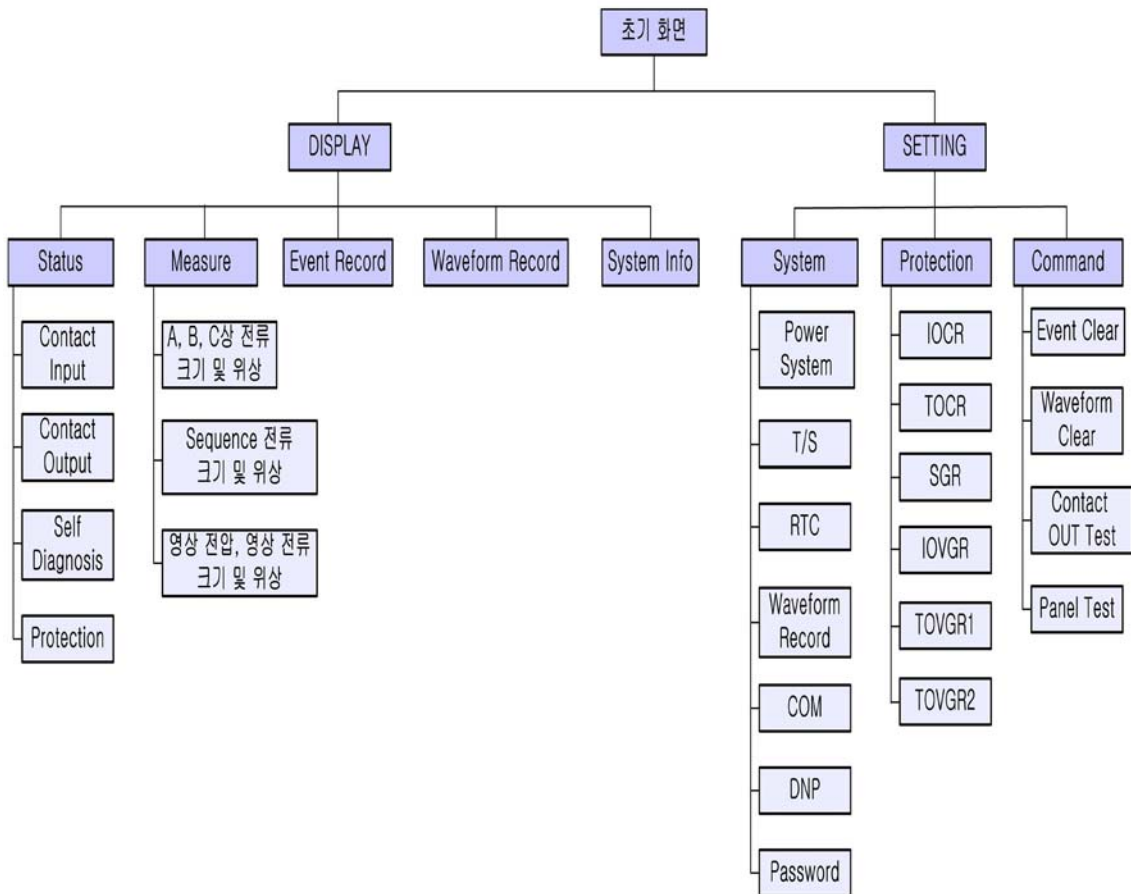 초기 화면
DISPLAY
SETTING
Status
Measure
Event Record
Waveform Record
System Info
System
Protection
Command
Contact
Input
Contact
Output
Self
Diagnosis
Protection
A, B, C상 전류
크기 및 위상
Sequence 전류
크기 및 위상
영상 전압, 영상 전류
크기 및 위상
Power
System
T/S
RTC
Waveform
Record
COM
DNP
Password
IOCR
TOCR
SGR
IOVGR
TOVGR1
TOVGR2
Event Clear
Waveform
Clear
Contact
OUT Test
Panel Test